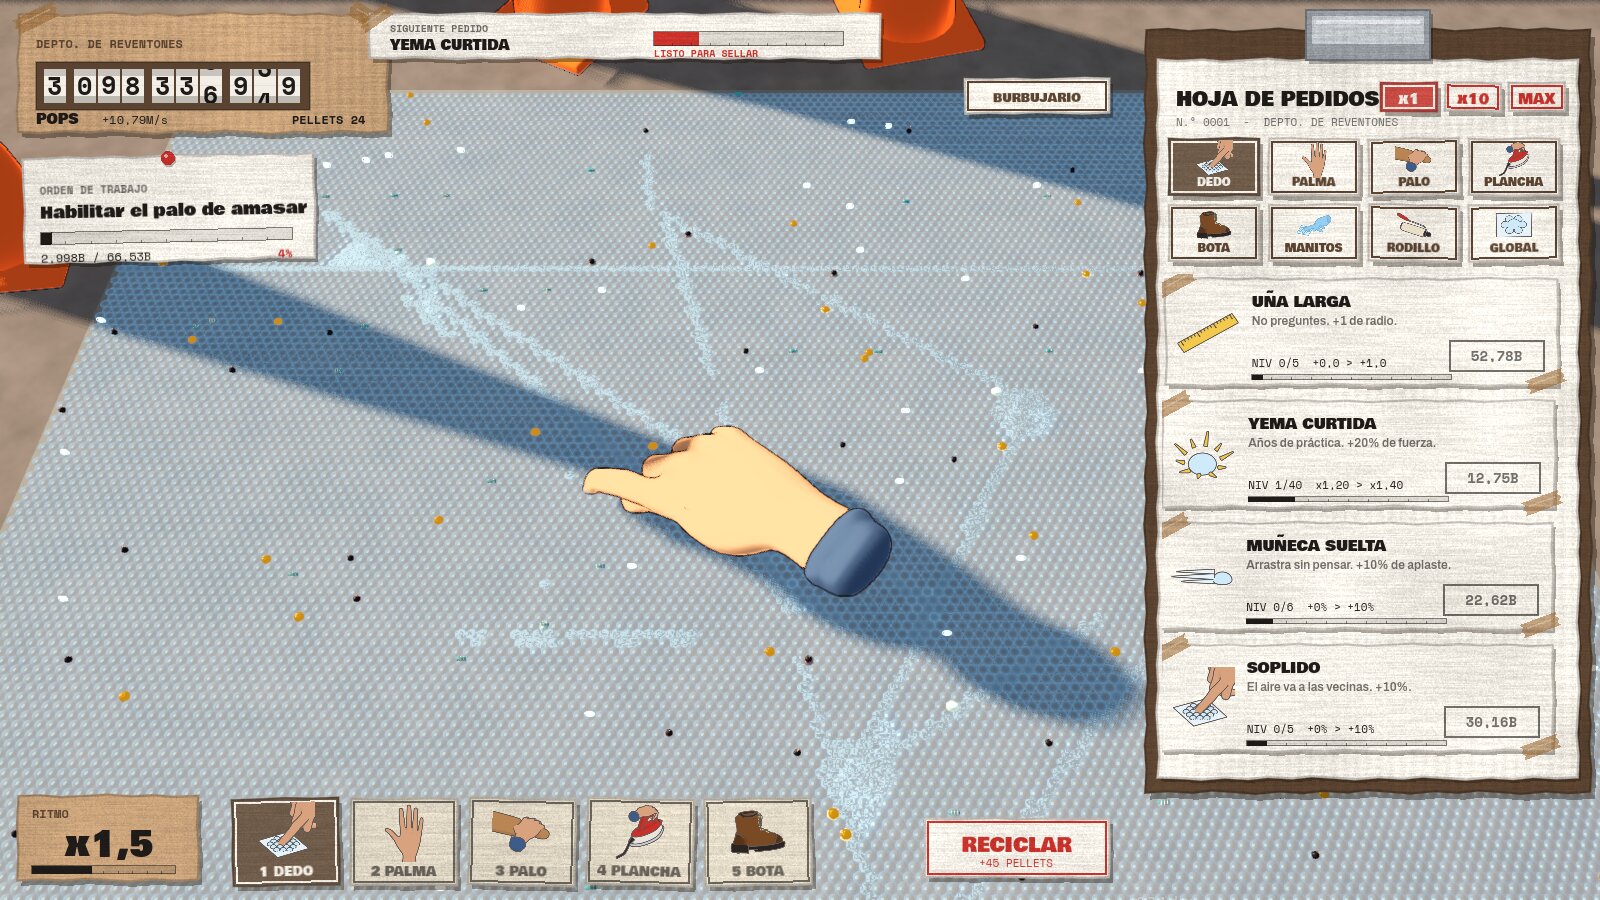 DEPTO. DE REVENTONES
POPS +10,79M/s PELLETS 24
SIGUIENTE PEDIDO
YEMA CURTIDA
LISTO PARA SELLAR
BURBUJARIO
ORDEN DE TRABAJO
Habilitar el palo de amasar
2,998B / 66,53B 4%
HOJA DE PEDIDOS x1 x10 MAX
N.° 0001 - DEPTO. DE REVENTONES
DEDO PALMA PALO PLANCHA
BOTA MANITOS RODILLO GLOBAL
UÑA LARGA
No preguntes. +1 de radio.
NIV 0/5 +0,0 > +1,0
52,78B
YEMA CURTIDA
Años de práctica. +20% de fuerza.
NIV 1/40 x1,20 > x1,40
12,75B
MUÑECA SUELTA
Arrastra sin pensar. +10% de aplaste.
NIV 0/6 +0% > +10%
22,62B
SOPLIDO
El aire va a las vecinas. +10%.
NIV 0/5 +0% > +10%
30,16B
RITMO
x1,5
1 DEDO 2 PALMA 3 PALO 4 PLANCHA 5 BOTA
RECICLAR
+45 PELLETS